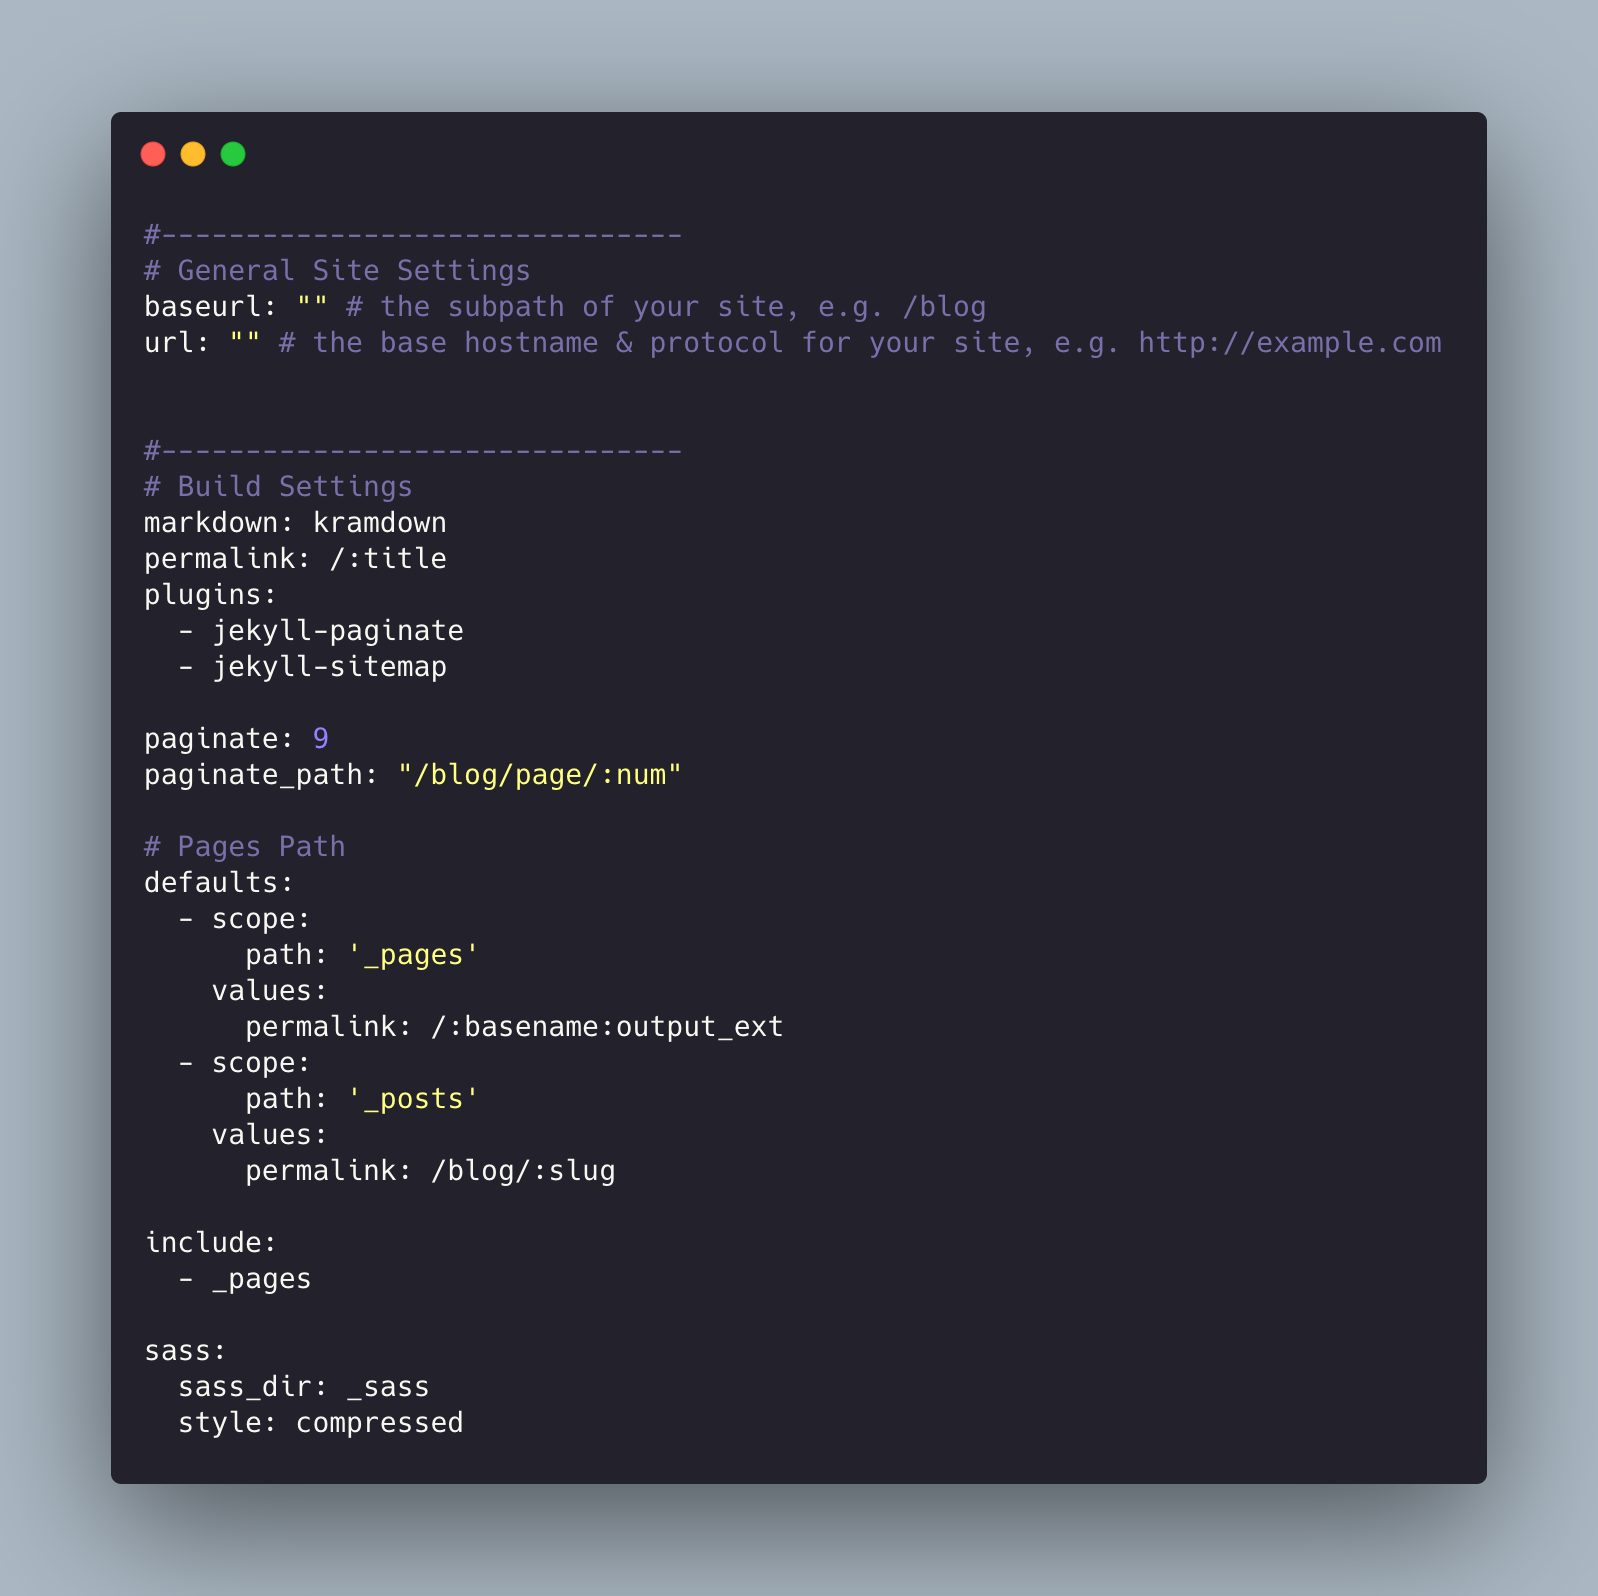 #-------------------------------
# General Site Settings
baseurl: "" # the subpath of your site, e.g. /blog
url: "" # the base hostname & protocol for your site, e.g. http://example.com


#-------------------------------
# Build Settings
markdown: kramdown
permalink: /:title
plugins:
  - jekyll-paginate
  - jekyll-sitemap

paginate: 9
paginate_path: "/blog/page/:num"

# Pages Path
defaults:
  - scope:
      path: '_pages'
    values:
      permalink: /:basename:output_ext
  - scope:
      path: '_posts'
    values:
      permalink: /blog/:slug

include:
  - _pages

sass:
  sass_dir: _sass
  style: compressed